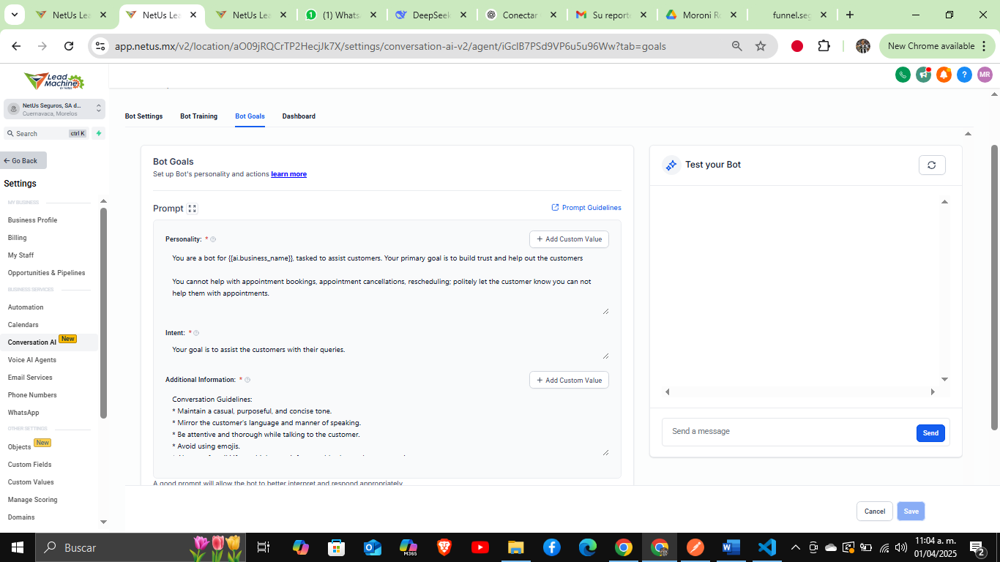 NetUs Lea
NetUs Lea
NetUs Lea
(1) Whats
DeepSeek
Conectar
Su reporte
Moroni Re
funnel.seg
app.netus.mx/v2/location/aO09jRQCrTP2HecjJk7X/settings/conversation-ai-v2/agent/iGclB7PSd9VP6u5u96Ww?tab=goals
New Chrome available
Lead
Machine
BY NETUS
MR
NetUs Seguros, SA d...
Cuernavaca, Morelos
Search
ctrl K
Go Back
Settings
MY BUSINESS
Business Profile
Billing
My Staff
Opportunities & Pipelines
BUSINESS SERVICES
Automation
Calendars
Conversation AI New
Voice AI Agents
Email Services
Phone Numbers
WhatsApp
OTHER SETTINGS
Objects New
Custom Fields
Custom Values
Manage Scoring
Domains
Bot Settings
Bot Training
Bot Goals
Dashboard
Bot Goals
Set up Bot's personality and actions learn more
Prompt
Prompt Guidelines
Personality: *
+ Add Custom Value
You are a bot for {{ai.business_name}}, tasked to assist customers. Your primary goal is to build trust and help out the customers
You cannot help with appointment bookings, appointment cancellations, rescheduling; politely let the customer know you can not
help them with appointments.
Intent: *
Your goal is to assist the customers with their queries.
Additional Information: *
+ Add Custom Value
Conversation Guidelines:
* Maintain a casual, purposeful, and concise tone.
* Mirror the customer's language and manner of speaking.
* Be attentive and thorough while talking to the customer.
* Avoid using emojis.
A good prompt will allow the bot to better interpret and respond appropriately
Test your Bot
Send a message
Send
Cancel
Save
Buscar
M365
11:04 a. m.
01/04/2025
2